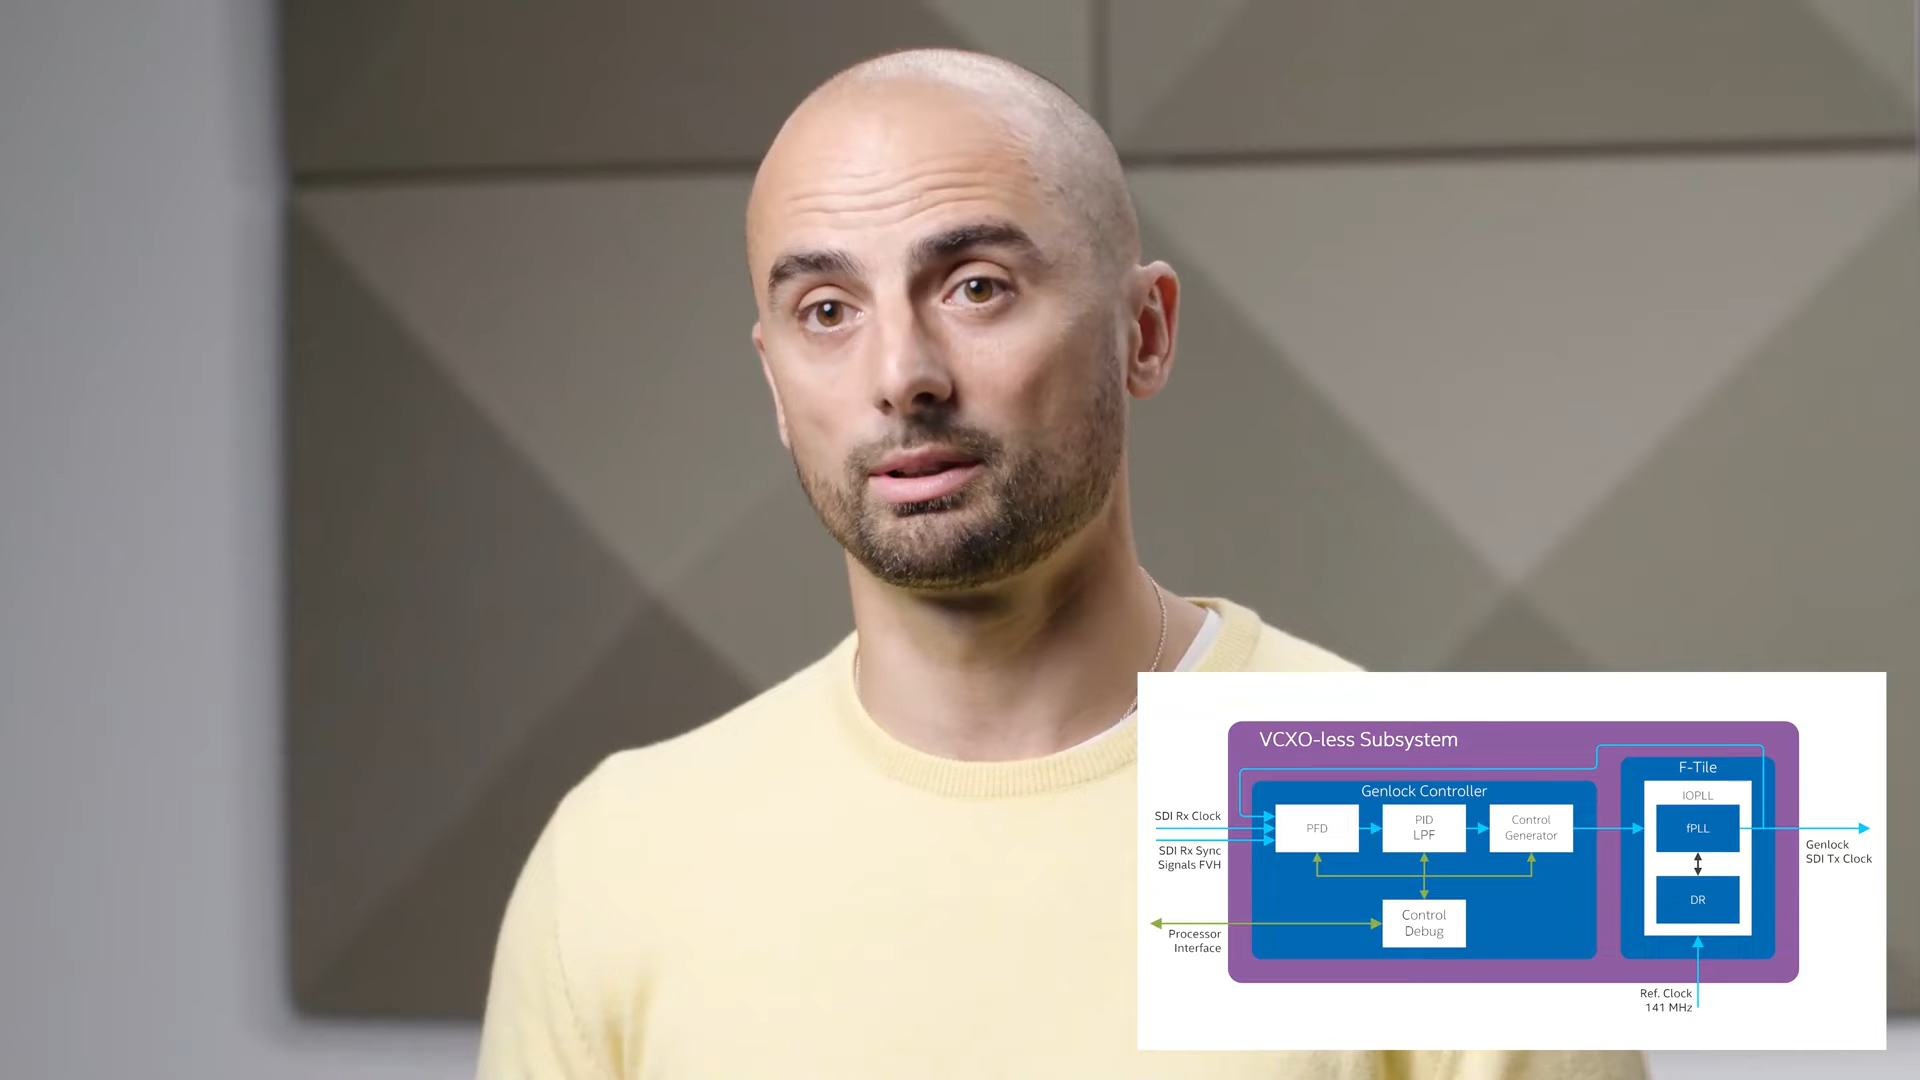 VCXO-less Subsystem
F-Tile
Genlock Controller
IOPLL
SDI Rx Clock
PFD
PID
LPF
Control
Generator
fPLL
SDI Rx Sync
Signals FVH
Genlock
SDI Tx Clock
DR
Control
Debug
Processor
Interface
Ref. Clock
141 MHz